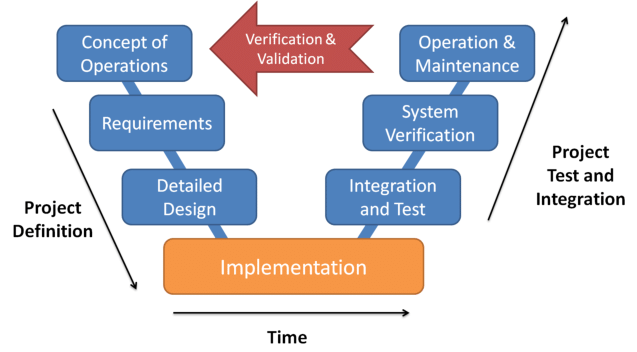 Concept of
Operations
Verification &
Validation
Operation &
Maintenance
Requirements
System
Verification
Project
Test and
Integration
Detailed
Design
Integration
and Test
Project
Definition
Implementation
Time